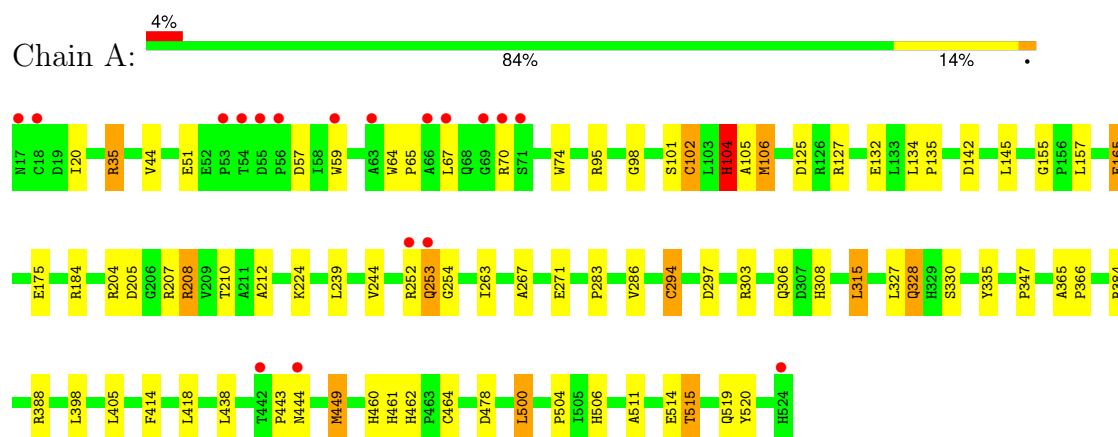 4%
Chain A:
84% 14% •
N17 C18 D19 I20 R35 V44 E51 E52 P53 T54 D55 P56 D57 I58 W59 A63 W64 P65 A66 L67 Q68 G69 R70 S71 W74 R95 G98 S101 C102 L103 H104 A105 M106 D125 R126 R127 E132 L133 L134 P135 D142 L145 G155 P156 L157
E175 R184 R204 D205 G206 R207 R208 V209 T210 A211 A212 K224 L239 V244 R252 Q253 G254 I263 A267 E271 P283 V286 C294 D297 R303 Q306 D307 H308 L315 L327 Q328 H329 S330 Y335 P347 A365 P366
R388 L398 L405 F414 L418 L438 T442 P443 N444 M449 H460 H461 H462 P463 C464 D478 L500 P504 I505 H506 A511 E514 T515 Q519 Y520 H524